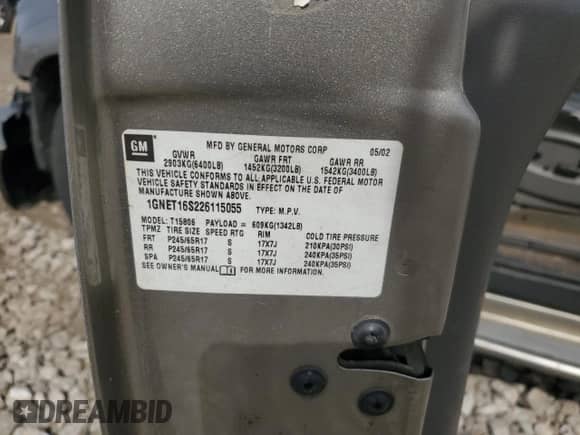 GM
MFD BY GENERAL MOTORS CORP 05/02
GVWR GAWR FRT GAWR RR
2903KG(6400LB) 1452KG(3200LB) 1542KG(3400LB)
THIS VEHICLE CONFORMS TO ALL APPLICABLE U.S. FEDERAL MOTOR
VEHICLE SAFETY STANDARDS IN EFFECT ON THE DATE OF
MANUFACTURE SHOWN ABOVE.
1GNET16S226115055 TYPE: M.P.V.
MODEL: T15806 PAYLOAD = 609KG(1342LB)
TPMZ TIRE SIZE SPEED RTG RIM COLD TIRE PRESSURE
FRT P245/65R17 S 17X7J 210KPA(30PSI)
RR P245/65R17 S 17X7J 240KPA(35PSI)
SPA P245/65R17 S 17X7J 240KPA(35PSI)
SEE OWNER'S MANUAL FOR MORE INFORMATION.
DREAMBID